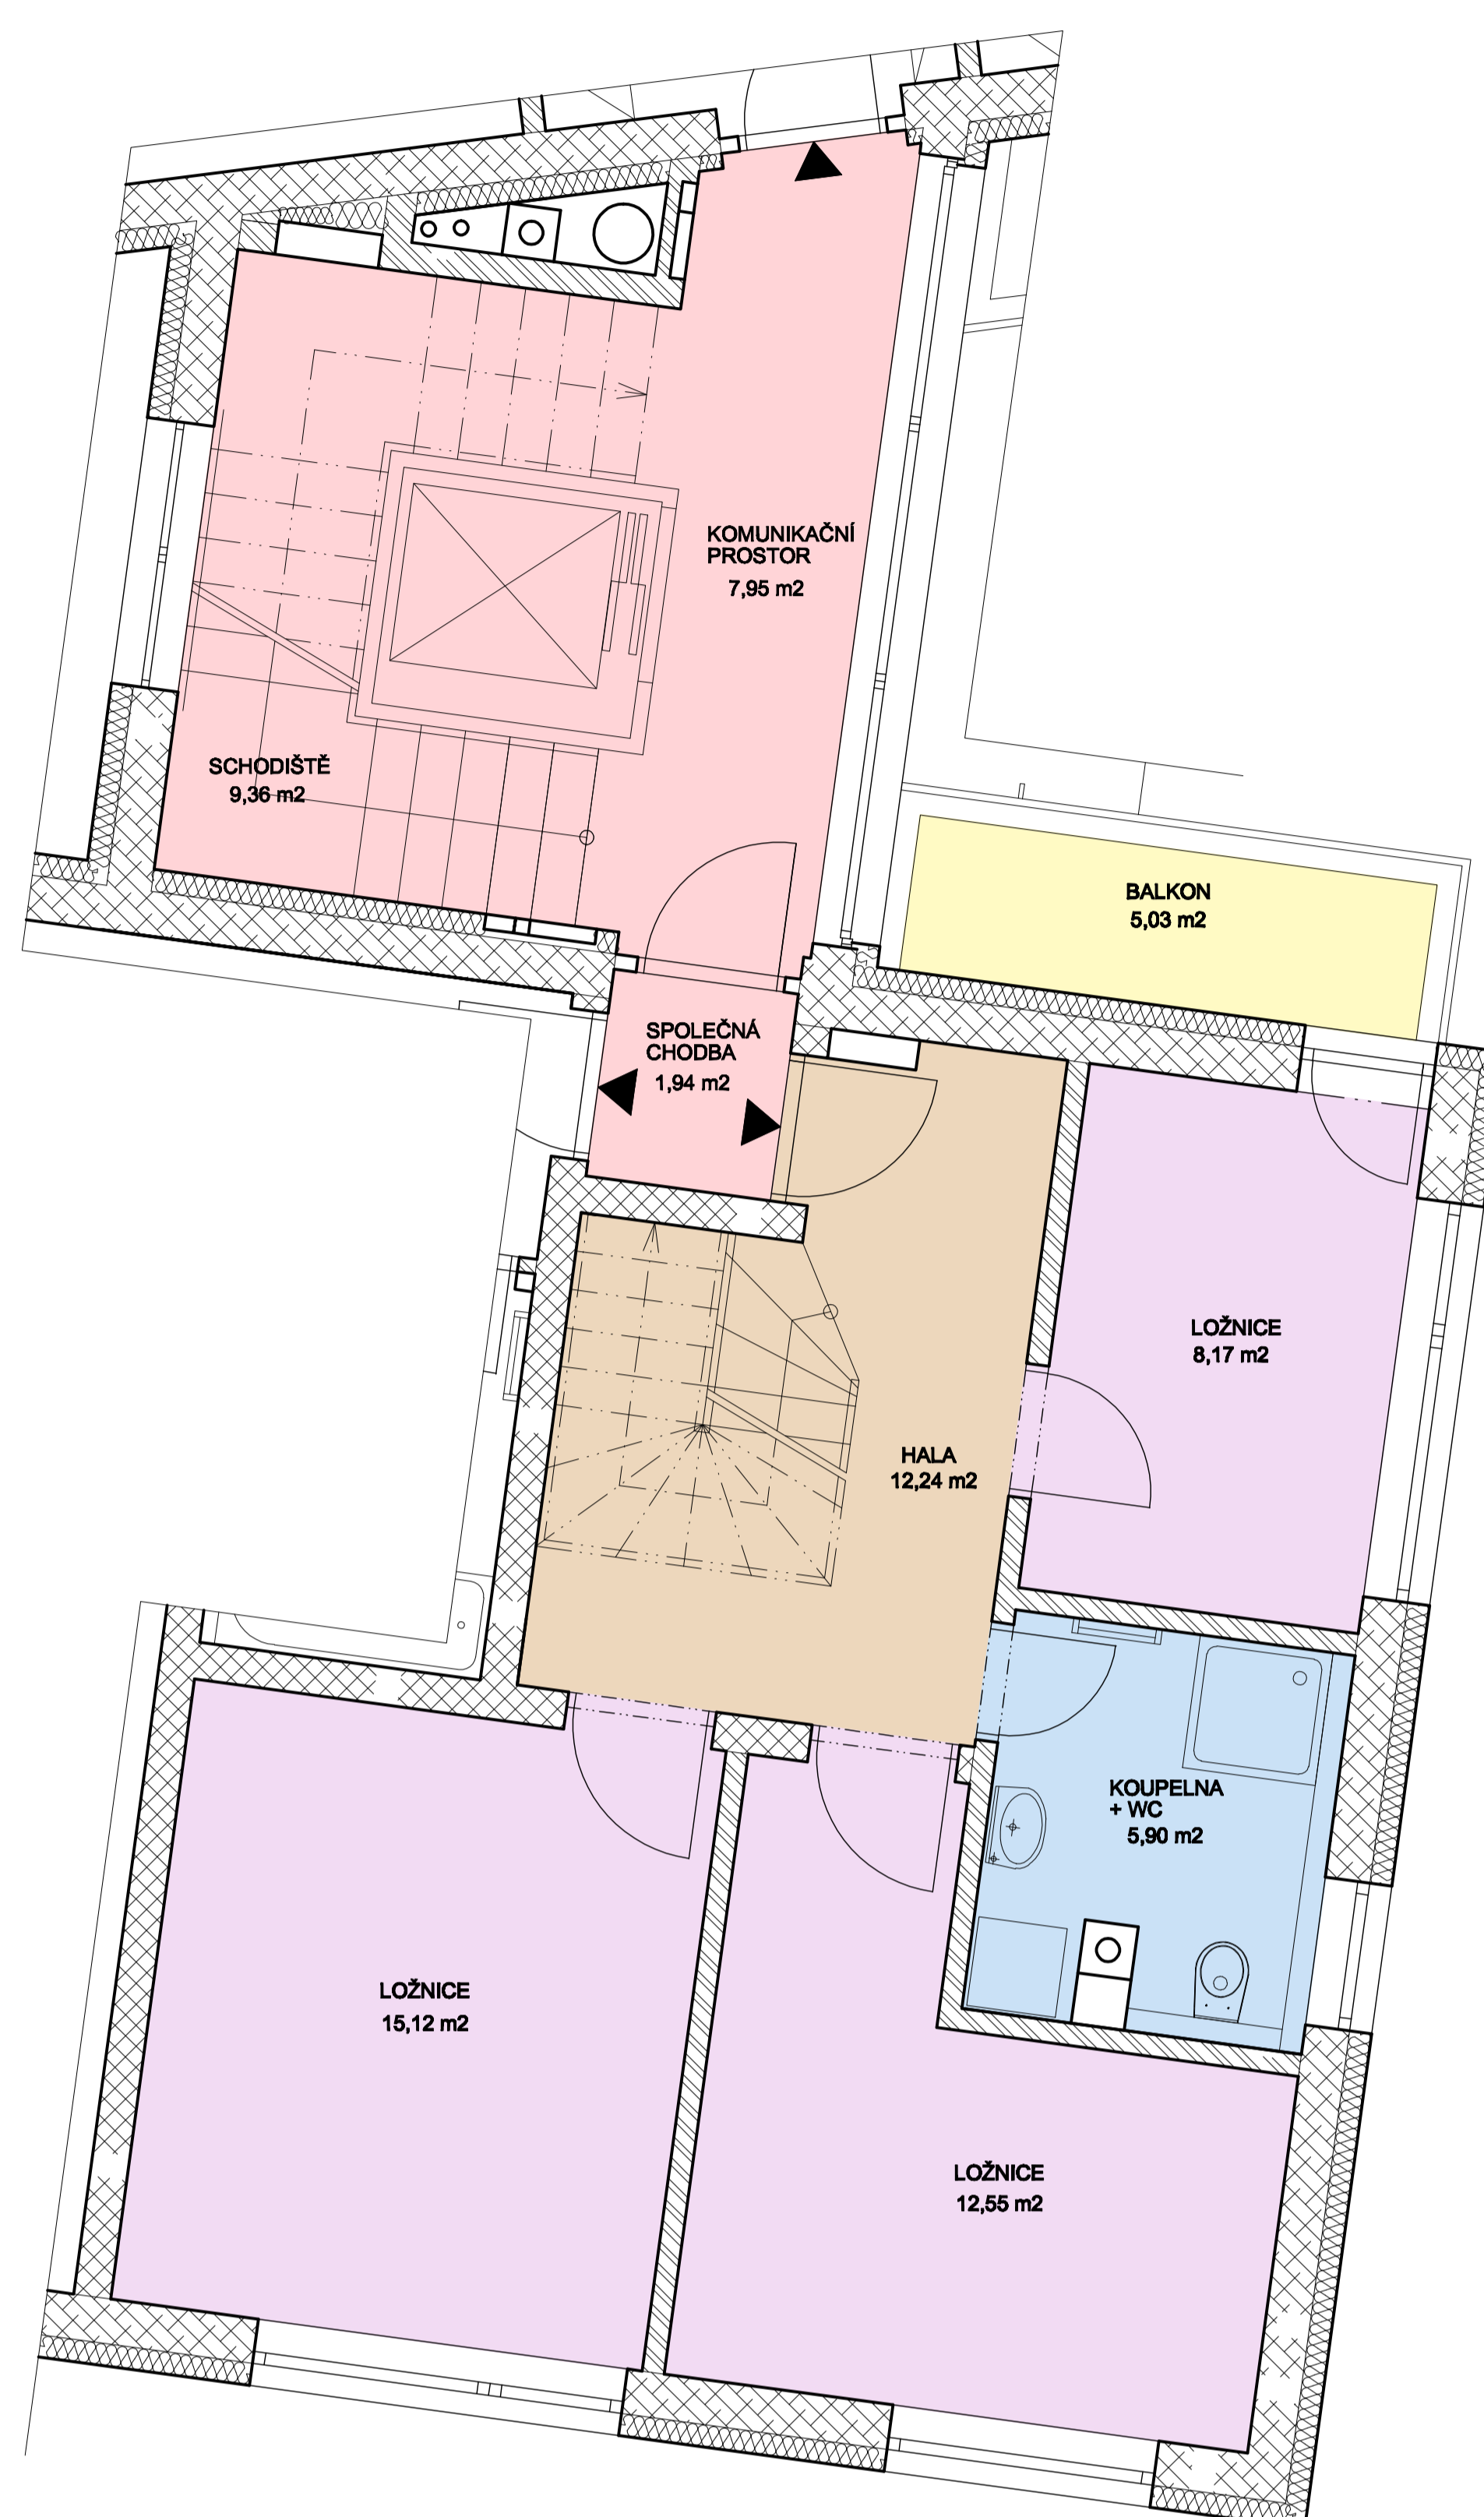 KOMUNIKAČNÍ
PROSTOR
7,95 m2
SCHODIŠTĚ
9,36 m2
BALKON
5,03 m2
SPOLEČNÁ
CHODBA
1,94 m2
LOŽNICE
8,17 m2
HALA
12,24 m2
KOUPELNA
+ WC
5,90 m2
LOŽNICE
15,12 m2
LOŽNICE
12,55 m2